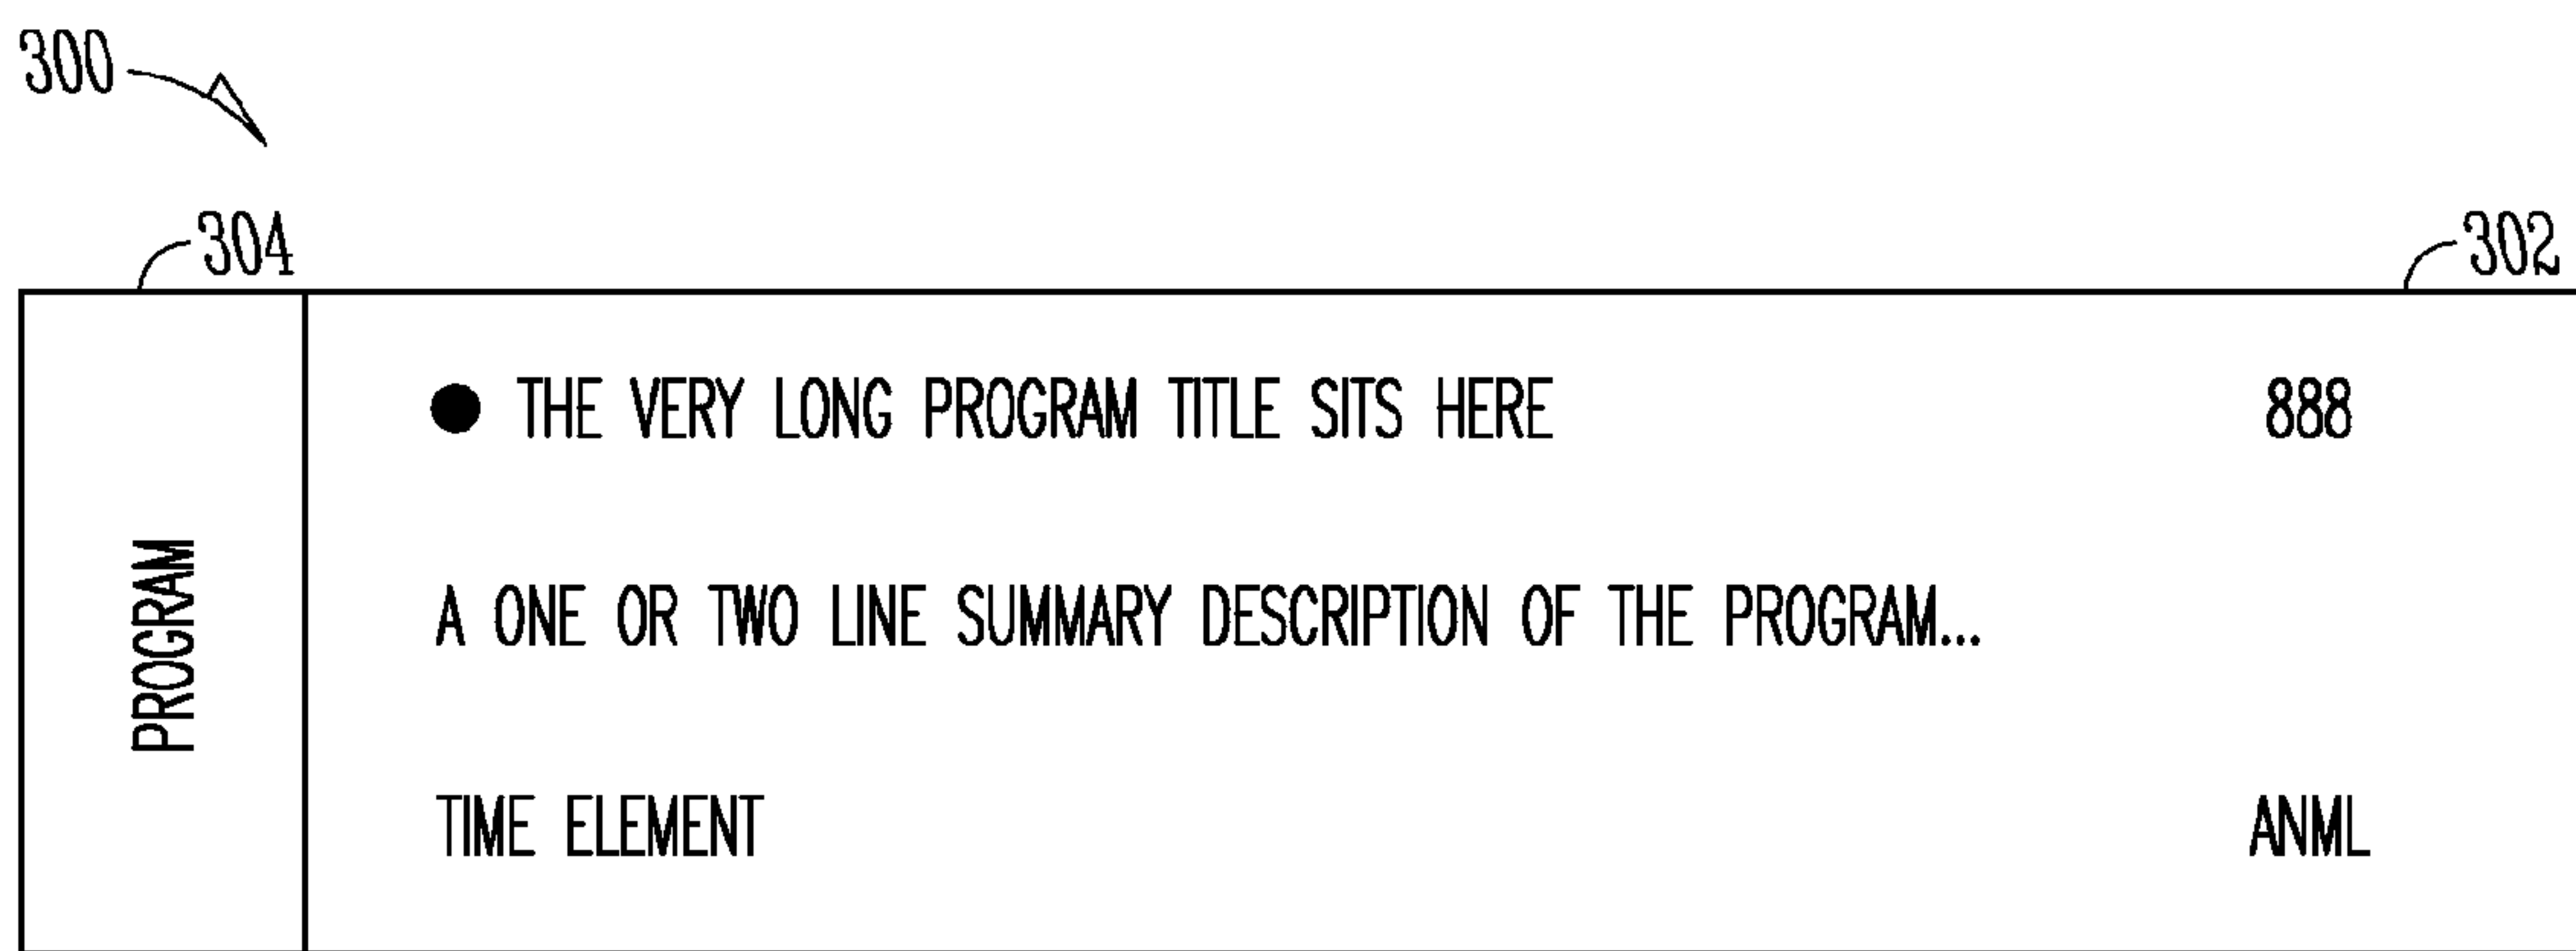 300
304
302
● THE VERY LONG PROGRAM TITLE SITS HERE 888
PROGRAM
A ONE OR TWO LINE SUMMARY DESCRIPTION OF THE PROGRAM...
TIME ELEMENT ANML